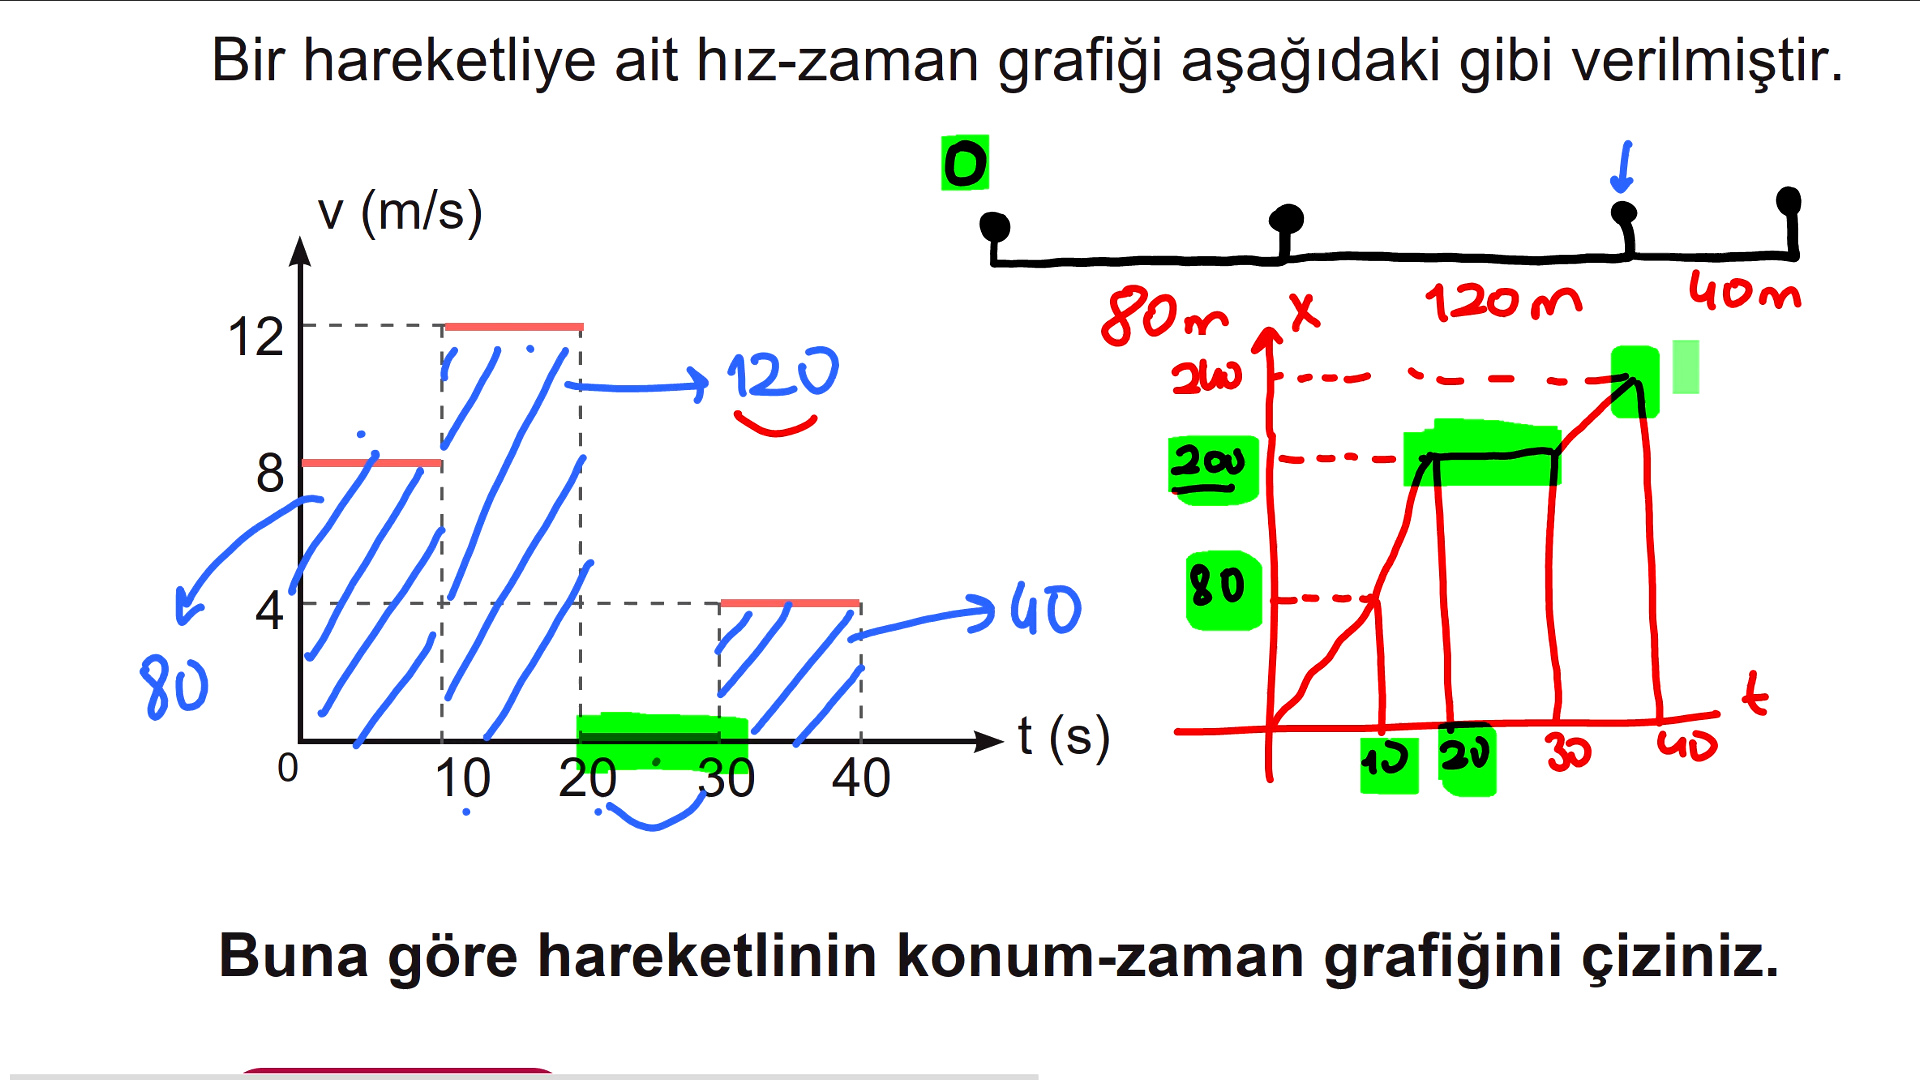 Bir hareketliye ait hız-zaman grafiği aşağıdaki gibi verilmiştir.
0
v (m/s)
80m 120m 40m
x
12
120
240
8
200
80
4
40
80
t (s)
t
0 10 20 30 40
10 20 30 40
Buna göre hareketlinin konum-zaman grafiğini çiziniz.